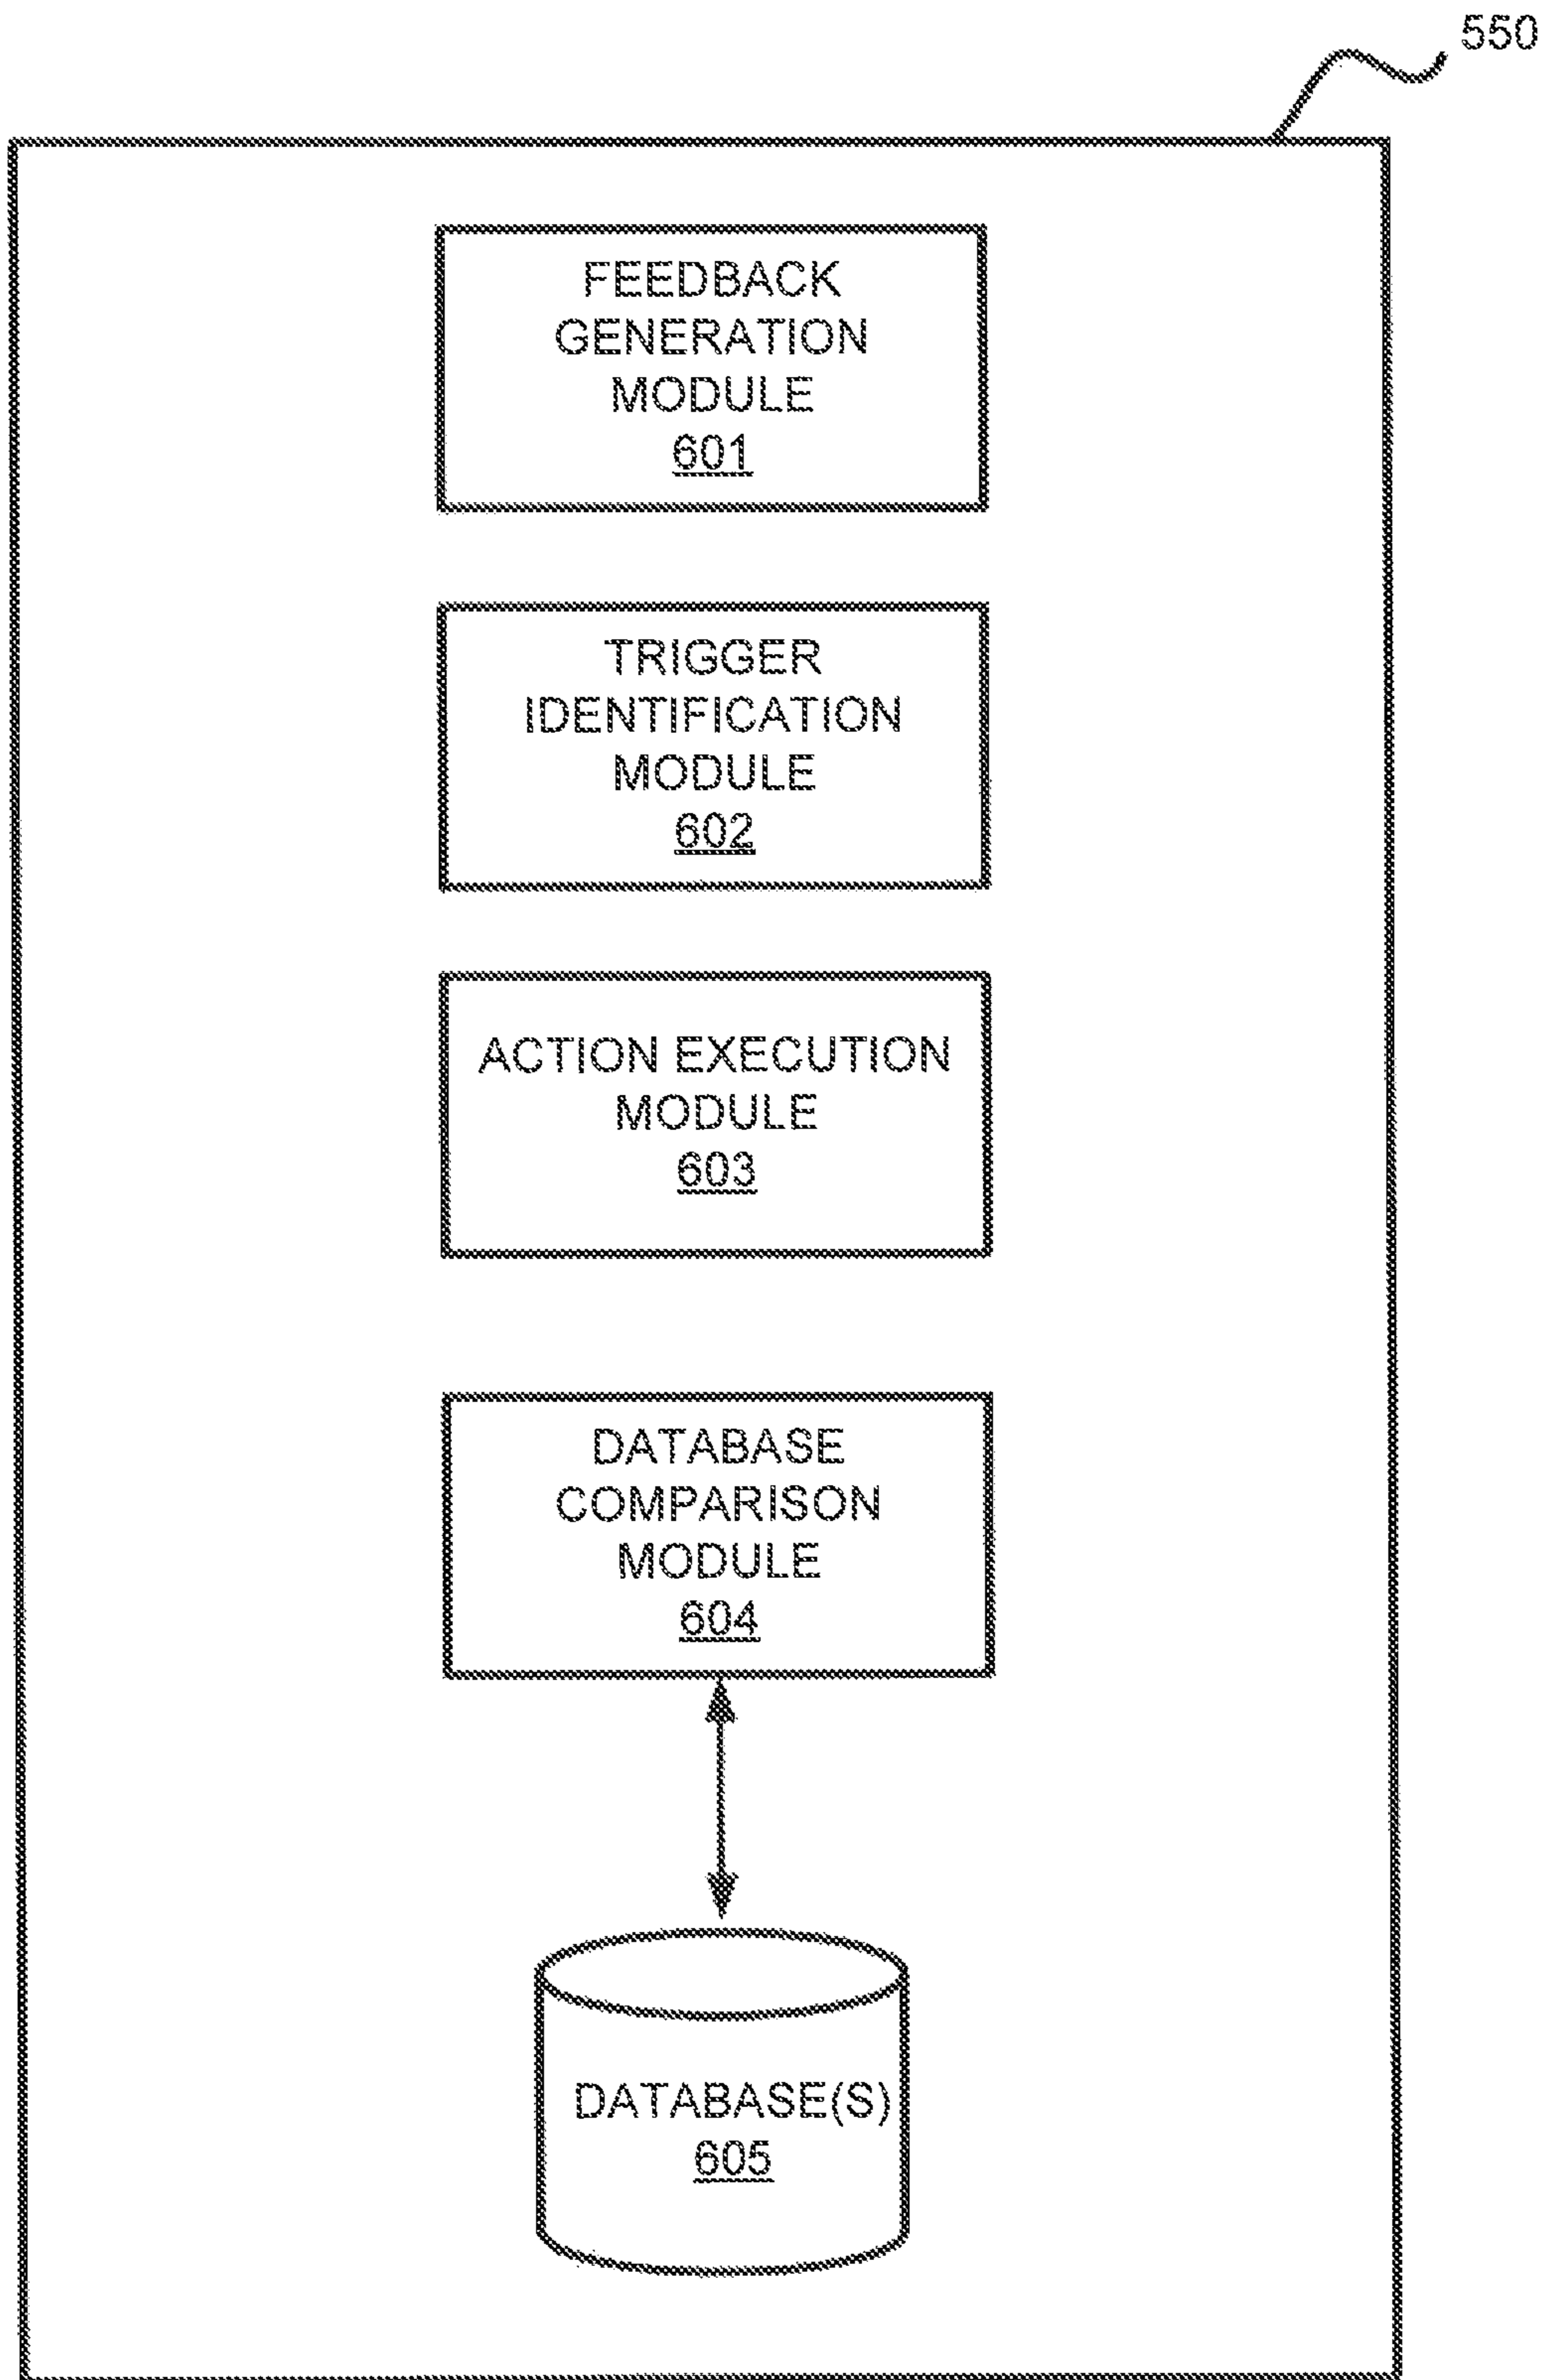 550
FEEDBACK
GENERATION
MODULE
601
TRIGGER
IDENTIFICATION
MODULE
602
ACTION EXECUTION
MODULE
603
DATABASE
COMPARISON
MODULE
604
DATABASE(S)
605